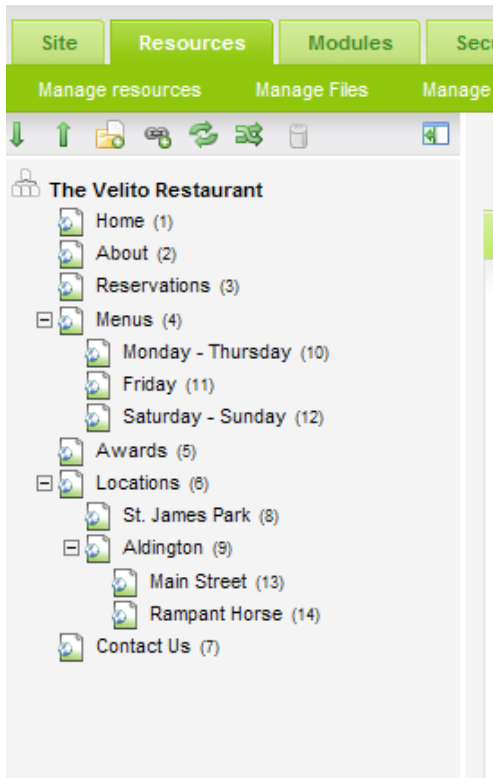 Site Resources Modules
Manage resources Manage Files Manage
The Velito Restaurant
Home (1)
About (2)
Reservations (3)
Menus (4)
Monday - Thursday (10)
Friday (11)
Saturday - Sunday (12)
Awards (5)
Locations (6)
St. James Park (8)
Aldington (9)
Main Street (13)
Rampant Horse (14)
Contact Us (7)